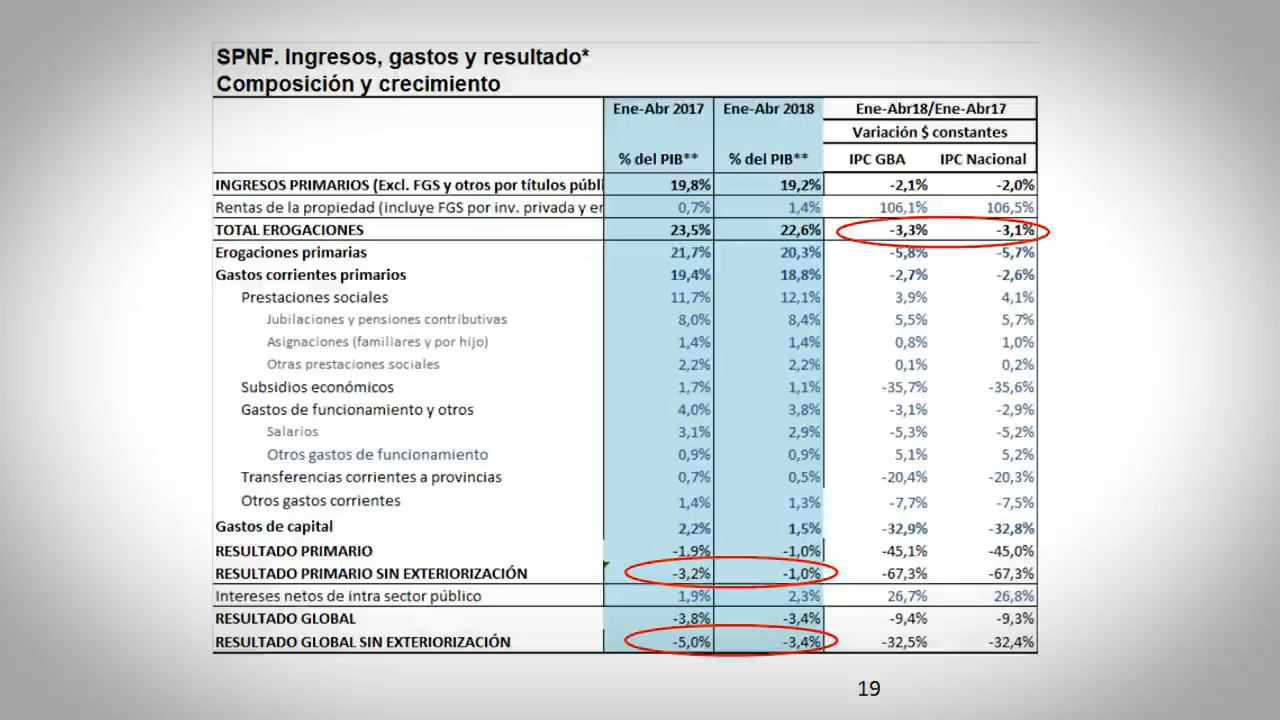 SPNF. Ingresos, gastos y resultado*
Composición y crecimiento
Ene-Abr 2017 Ene-Abr 2018 Ene-Abr18/Ene-Abr17
Variación $ constantes
% del PIB** % del PIB** IPC GBA IPC Nacional
INGRESOS PRIMARIOS (Excl. FGS y otros por títulos públi 19,8% 19,2% -2,1% -2,0%
Rentas de la propiedad (incluye FGS por inv. privada y en 0,7% 1,4% 106,1% 106,5%
TOTAL EROGACIONES 23,5% 22,6% -3,3% -3,1%
Erogaciones primarias 21,7% 20,3% -5,8% -5,7%
Gastos corrientes primarios 19,4% 18,8% -2,7% -2,6%
Prestaciones sociales 11,7% 12,1% 3,9% 4,1%
Jubilaciones y pensiones contributivas 8,0% 8,4% 5,5% 5,7%
Asignaciones (familiares y por hijo) 1,4% 1,4% 0,8% 1,0%
Otras prestaciones sociales 2,2% 2,2% 0,1% 0,2%
Subsidios económicos 1,7% 1,1% -35,7% -35,6%
Gastos de funcionamiento y otros 4,0% 3,8% -3,1% -2,9%
Salarios 3,1% 2,9% -5,3% -5,2%
Otros gastos de funcionamiento 0,9% 0,9% 5,1% 5,2%
Transferencias corrientes a provincias 0,7% 0,5% -20,4% -20,3%
Otros gastos corrientes 1,4% 1,3% -7,7% -7,5%
Gastos de capital 2,2% 1,5% -32,9% -32,8%
RESULTADO PRIMARIO -1,9% -1,0% -45,1% -45,0%
RESULTADO PRIMARIO SIN EXTERIORIZACIÓN -3,2% -1,0% -67,3% -67,3%
Intereses netos de intra sector público 1,9% 2,3% 26,7% 26,8%
RESULTADO GLOBAL -3,8% -3,4% -9,4% -9,3%
RESULTADO GLOBAL SIN EXTERIORIZACIÓN -5,0% -3,4% -32,5% -32,4%
19